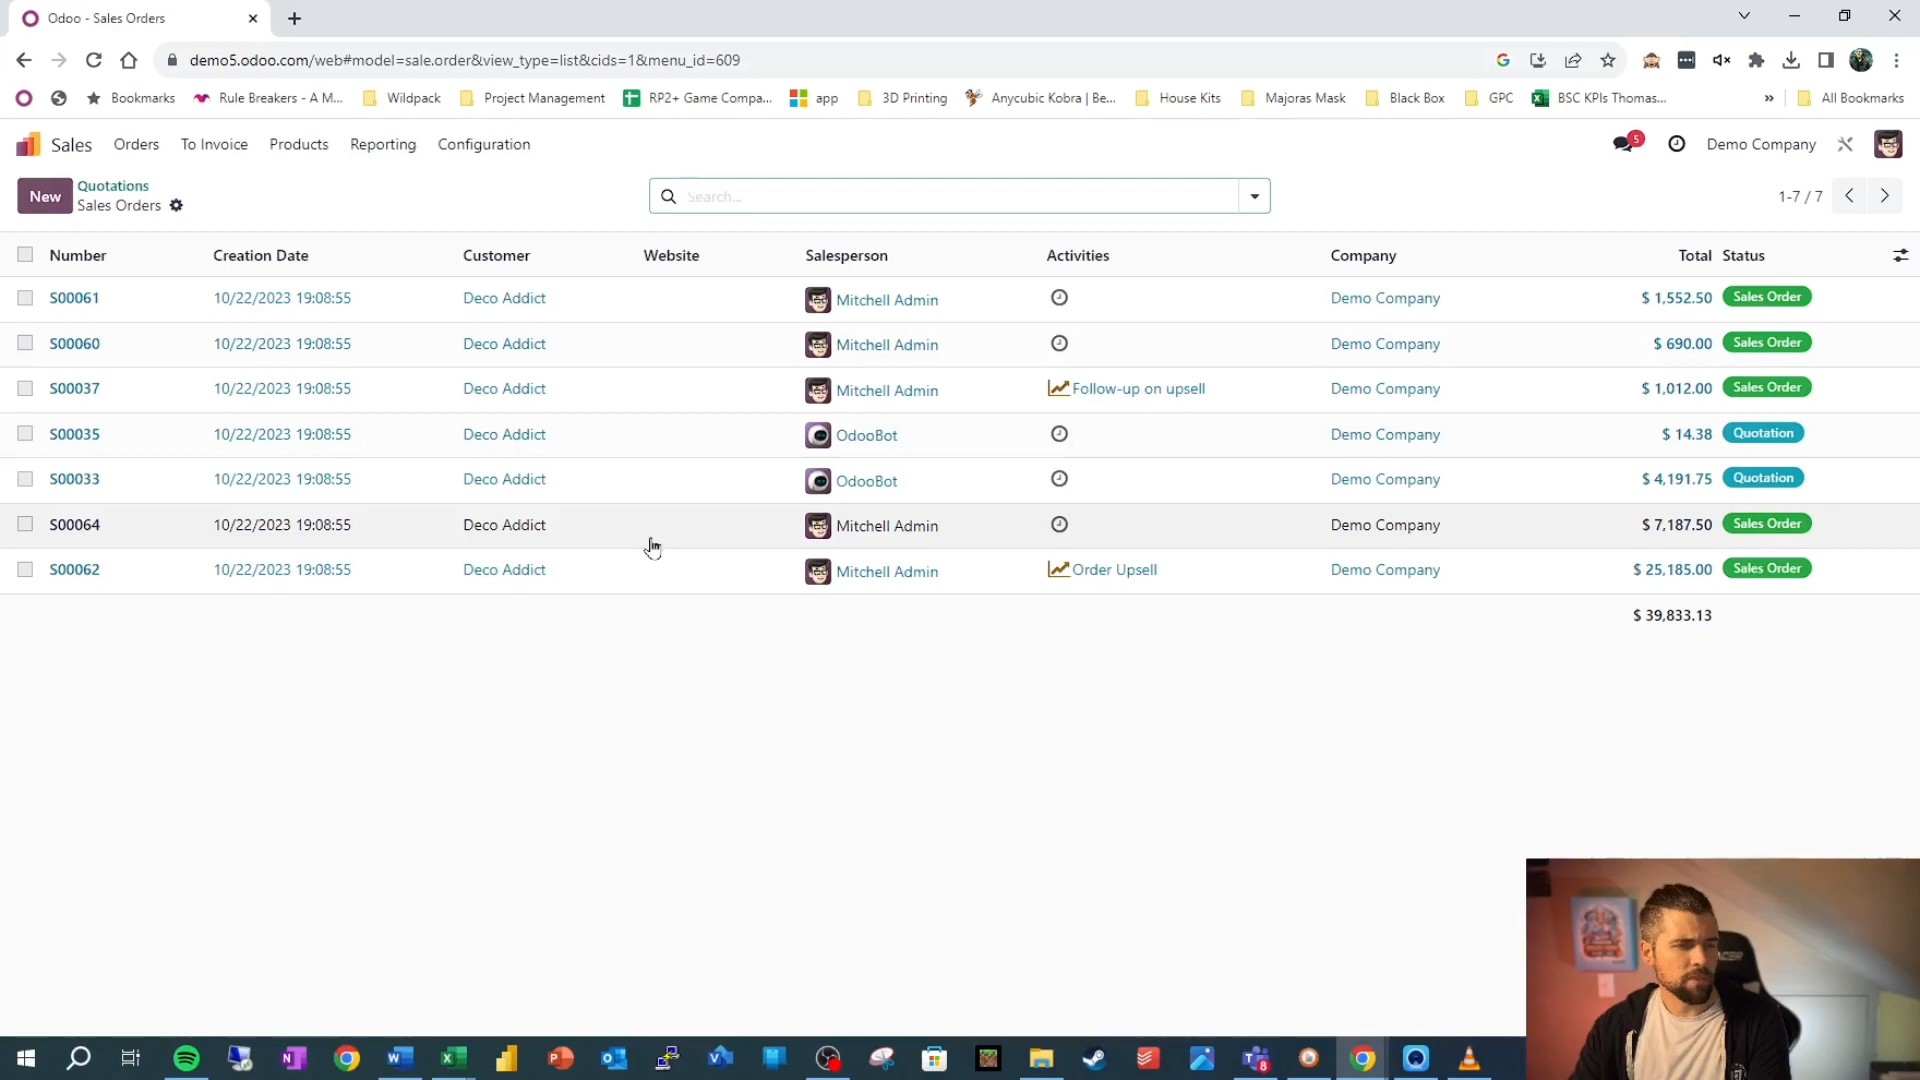 Odoo - Sales Orders
demo5.odoo.com/web#model=sale.order&view_type=list&cids=1&menu_id=609
Bookmarks Rule Breakers - A M... Wildpack Project Management RP2+ Game Compa... app 3D Printing Anycubic Kobra | Be... House Kits Majoras Mask Black Box GPC BSC KPIs Thomas... » All Bookmarks
Sales Orders To Invoice Products Reporting Configuration 5 Demo Company
New Quotations Search... 1-7 / 7
Sales Orders
Number Creation Date Customer Website Salesperson Activities Company Total Status
S00061 10/22/2023 19:08:55 Deco Addict Mitchell Admin Demo Company $ 1,552.50 Sales Order
S00060 10/22/2023 19:08:55 Deco Addict Mitchell Admin Demo Company $ 690.00 Sales Order
S00037 10/22/2023 19:08:55 Deco Addict Mitchell Admin Follow-up on upsell Demo Company $ 1,012.00 Sales Order
S00035 10/22/2023 19:08:55 Deco Addict OdooBot Demo Company $ 14.38 Quotation
S00033 10/22/2023 19:08:55 Deco Addict OdooBot Demo Company $ 4,191.75 Quotation
S00064 10/22/2023 19:08:55 Deco Addict Mitchell Admin Demo Company $ 7,187.50 Sales Order
S00062 10/22/2023 19:08:55 Deco Addict Mitchell Admin Order Upsell Demo Company $ 25,185.00 Sales Order
$ 39,833.13